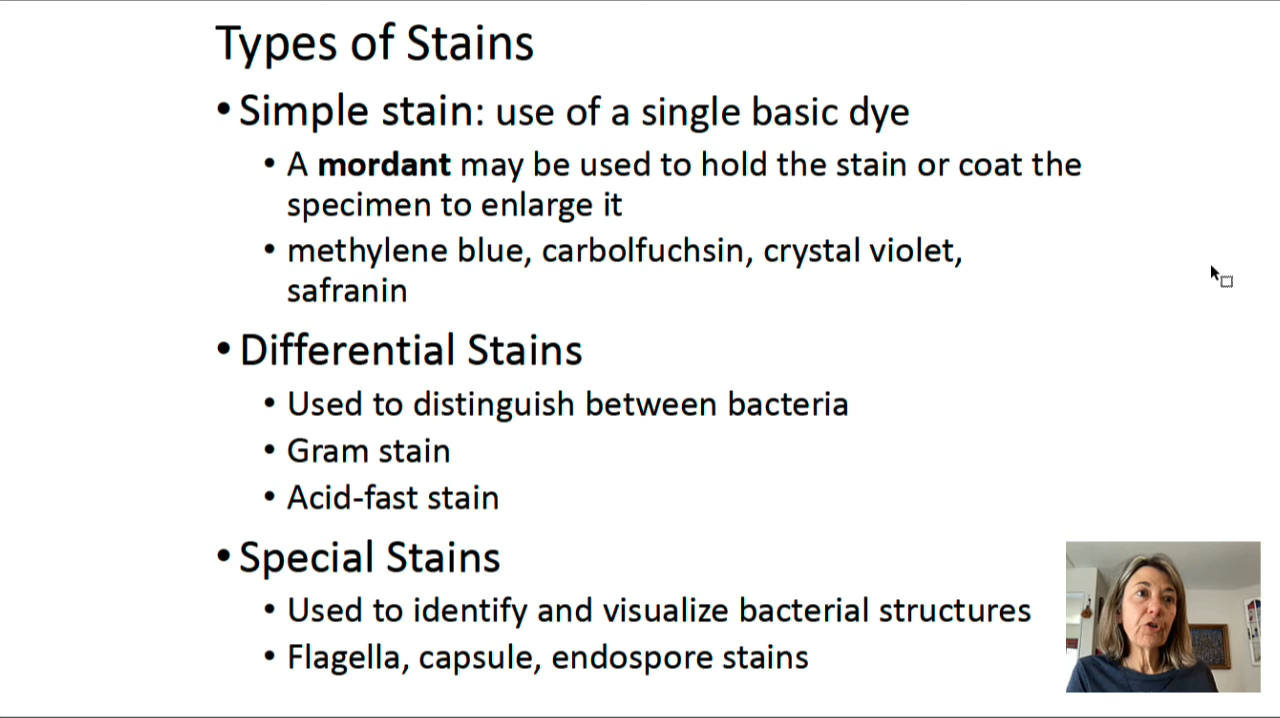 Types of Stains
• Simple stain: use of a single basic dye
• A mordant may be used to hold the stain or coat the
specimen to enlarge it
• methylene blue, carbolfuchsin, crystal violet,
safranin
• Differential Stains
• Used to distinguish between bacteria
• Gram stain
• Acid-fast stain
• Special Stains
• Used to identify and visualize bacterial structures
• Flagella, capsule, endospore stains